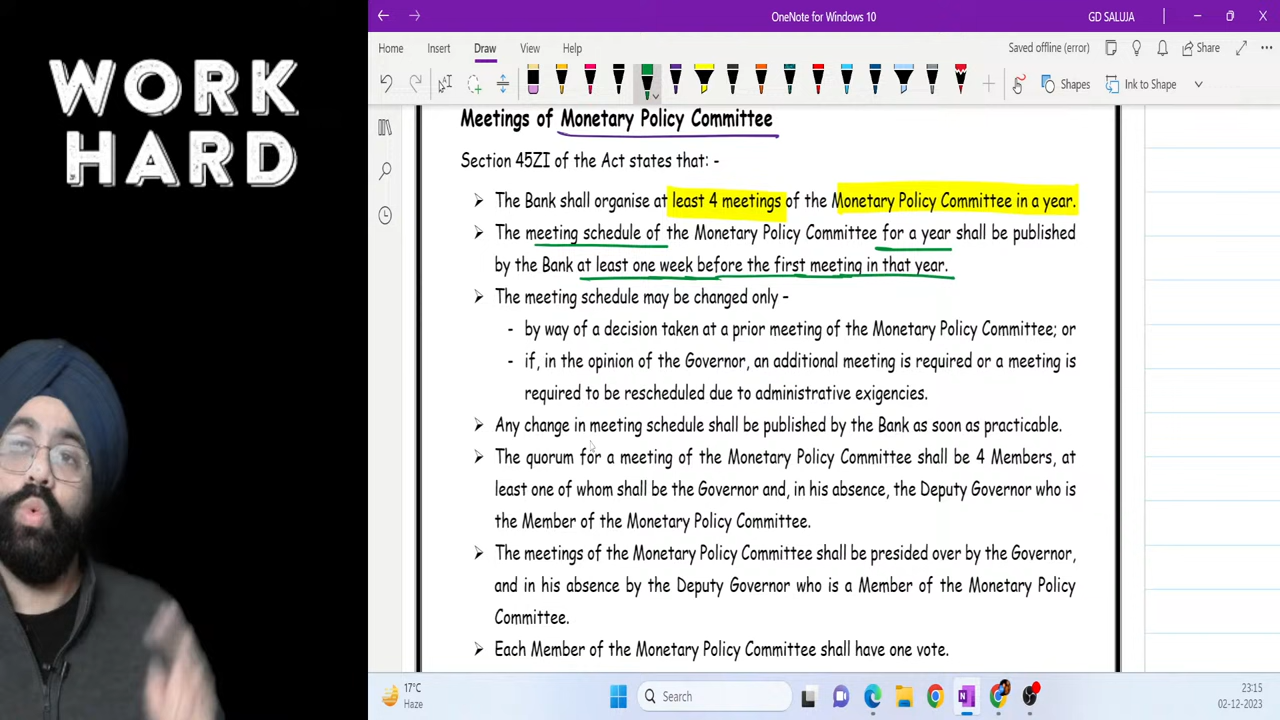 WORK
HARD
OneNote for Windows 10
GD SALUJA
Home Insert Draw View Help
Saved offline (error)
Share
Shapes
Ink to Shape
Meetings of Monetary Policy Committee
Section 45ZI of the Act states that: -
➤ The Bank shall organise at least 4 meetings of the Monetary Policy Committee in a year.
➤ The meeting schedule of the Monetary Policy Committee for a year shall be published
by the Bank at least one week before the first meeting in that year.
➤ The meeting schedule may be changed only –
- by way of a decision taken at a prior meeting of the Monetary Policy Committee; or
- if, in the opinion of the Governor, an additional meeting is required or a meeting is
required to be rescheduled due to administrative exigencies.
➤ Any change in meeting schedule shall be published by the Bank as soon as practicable.
➤ The quorum for a meeting of the Monetary Policy Committee shall be 4 Members, at
least one of whom shall be the Governor and, in his absence, the Deputy Governor who is
the Member of the Monetary Policy Committee.
➤ The meetings of the Monetary Policy Committee shall be presided over by the Governor,
and in his absence by the Deputy Governor who is a Member of the Monetary Policy
Committee.
➤ Each Member of the Monetary Policy Committee shall have one vote.
17°C
Haze
Search
23:15
02-12-2023